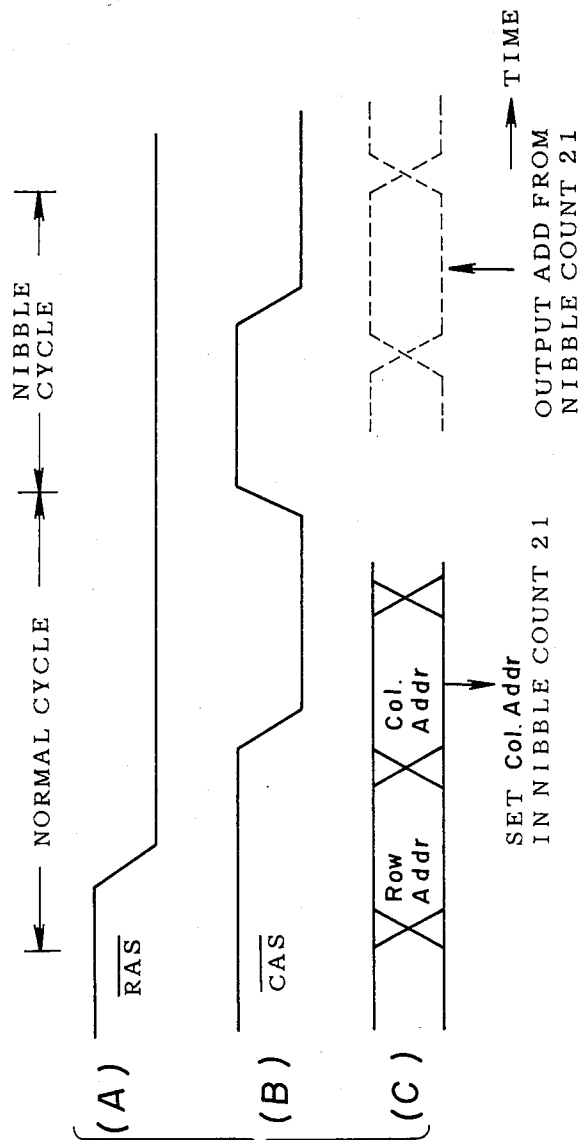 NORMAL CYCLE
NIBBLE
CYCLE
(A)
RAS
(B)
CAS
(C)
Row
Addr
Col.
Addr
SET Col. Addr
IN NIBBLE COUNT 21
OUTPUT ADD FROM
NIBBLE COUNT 21
TIME